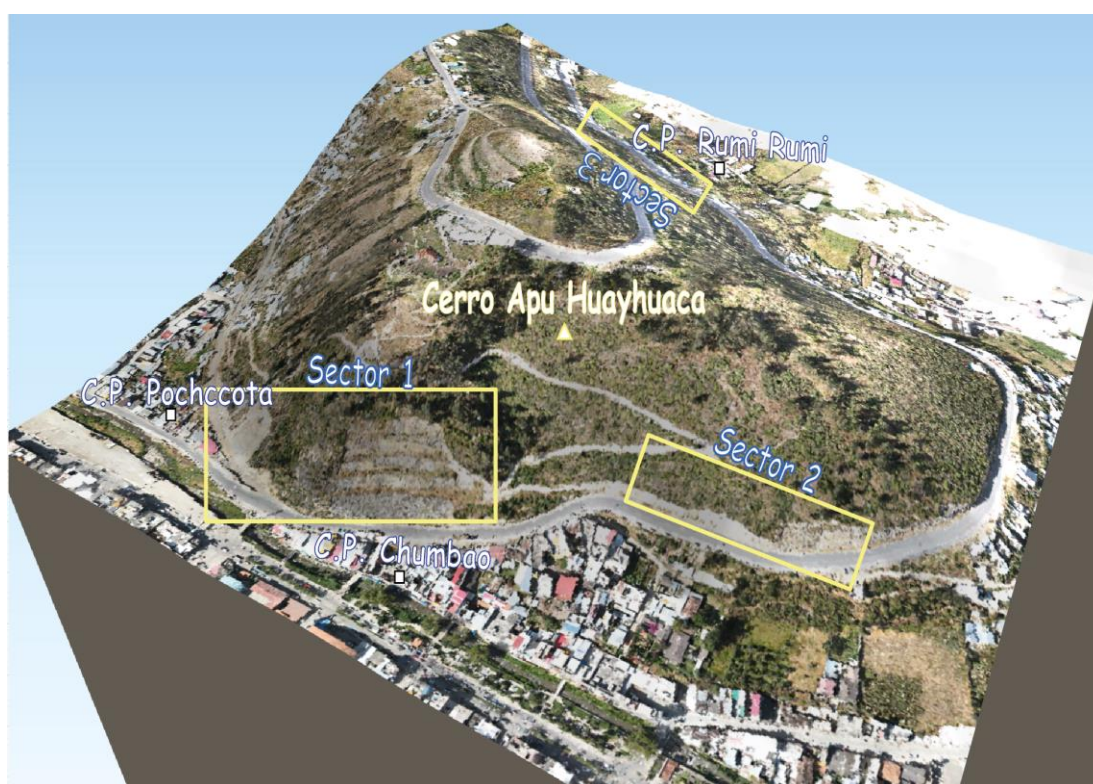 C.P. Rumi Rumi
Sector 3
Cerro Apu Huayhuaca
Sector 1
C.P. Pochccota
Sector 2
C.P. Chumbao